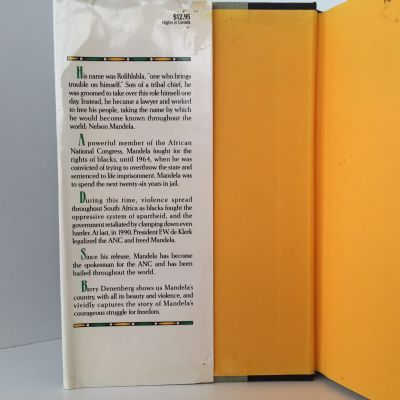 $12.95
Higher in Canada
His name was Rolihlahla, "one who brings
trouble on himself." Son of a tribal chief, he
was groomed to take over this role himself one
day. Instead, he became a lawyer and worked
to free his people, taking the name by which
he would become known throughout the
world: Nelson Mandela.
A powerful member of the African
National Congress, Mandela fought for the
rights of blacks, until 1964, when he was
convicted of trying to overthrow the state and
sentenced to life imprisonment. Mandela was
to spend the next twenty-six years in jail.
During this time, violence spread
throughout South Africa as blacks fought the
oppressive system of apartheid, and the
government retaliated by clamping down even
harder. At last, in 1990, President F.W. de Klerk
legalized the ANC and freed Mandela.
Since his release, Mandela has become
the spokesman for the ANC and has been
hailed throughout the world.
Barry Denenberg shows us Mandela's
country, with all its beauty and violence, and
vividly captures the story of Mandela's
courageous struggle for freedom.